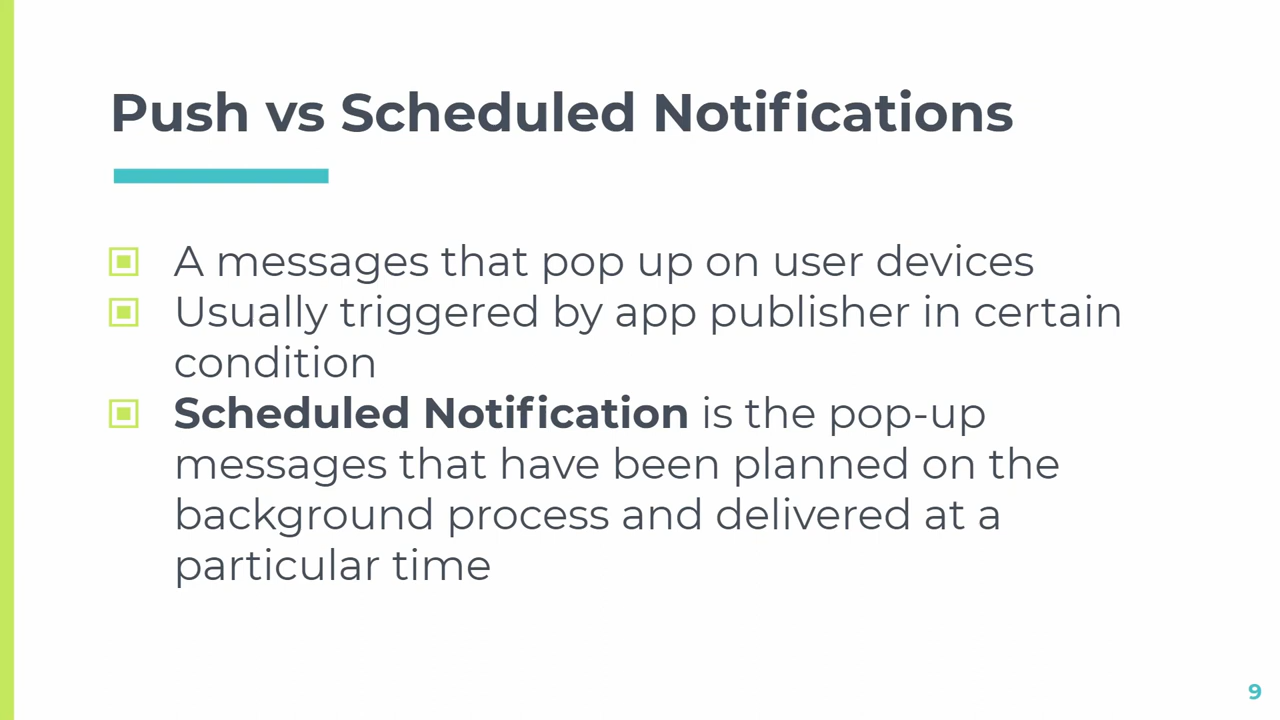 Push vs Scheduled Notifications
A messages that pop up on user devices
Usually triggered by app publisher in certain
condition
Scheduled Notification is the pop-up
messages that have been planned on the
background process and delivered at a
particular time
9